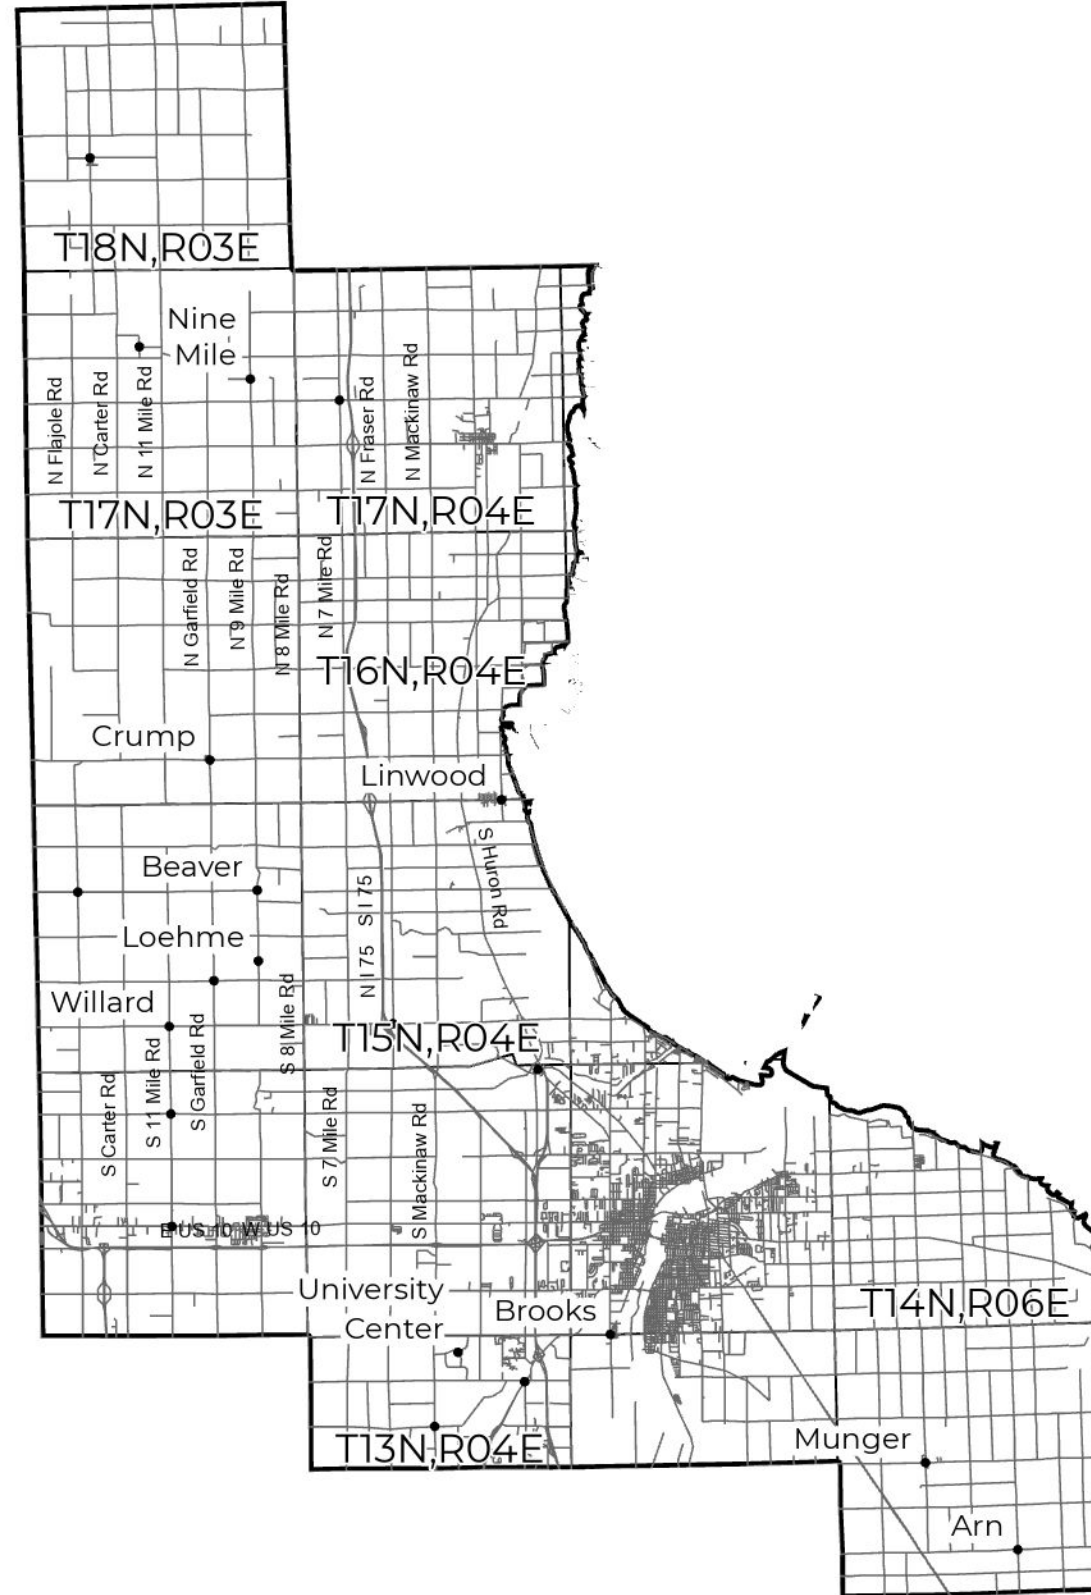 T18N,R03E
Nine
Mile
N Flajole Rd
N Carter Rd
N 11 Mile Rd
N Fraser Rd
N Mackinaw Rd
T17N,R03E
T17N,R04E
N Garfield Rd
N 9 Mile Rd
N 8 Mile Rd
N 7 Mile Rd
T16N,R04E
Crump
Linwood
S Huron Rd
Beaver
S I 75
Loehme
N I 75
Willard
S 8 Mile Rd
T15N,R04E
S 11 Mile Rd
S Garfield Rd
S Carter Rd
S 7 Mile Rd
S Mackinaw Rd
E US 10
W US 10
University
Center
Brooks
T14N,R06E
T13N,R04E
Munger
Arn